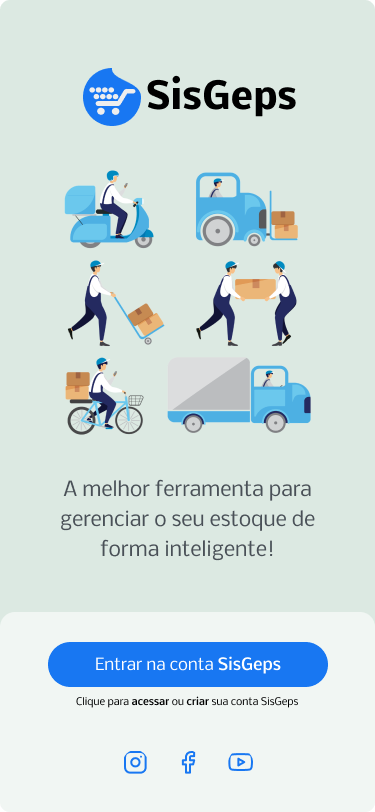 SisGeps
A melhor ferramenta para
gerenciar o seu estoque de
forma inteligente!
Entrar na conta SisGeps
Clique para acessar ou criar sua conta SisGeps